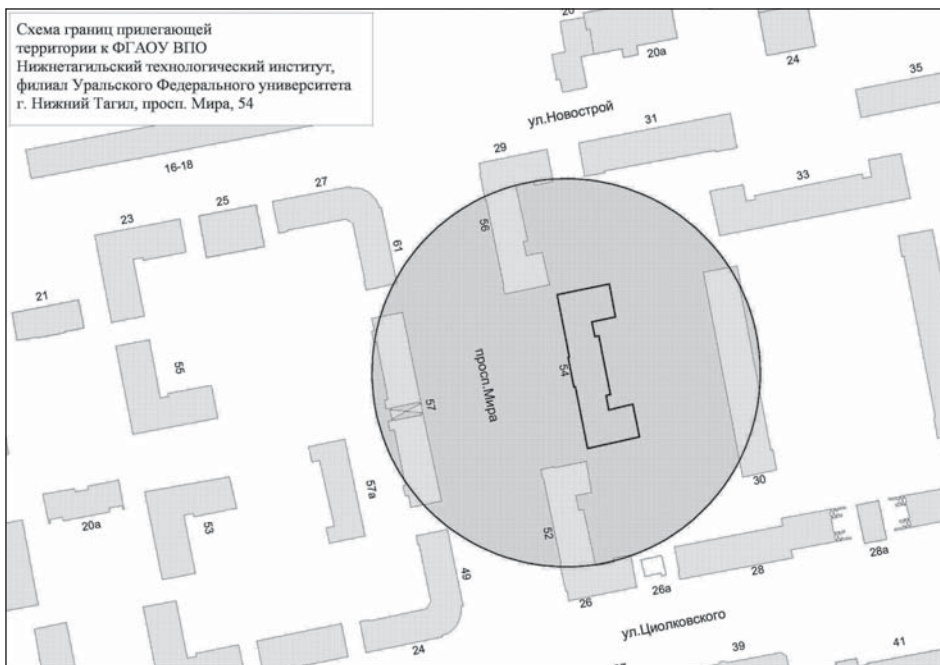 Схема границ прилегающей
территории к ФГАОУ ВПО
Нижнетагильский технологический институт,
филиал Уральского Федерального университета
г. Нижний Тагил, просп. Мира, 54
20а
24
35
ул.Новострой
31
29
16-18
33
27
25
23
56
61
21
просп.Мира
54
55
57
30
57а
20а
53
52
28а
49
28
26а
26
ул.Циолковского
24
39
41